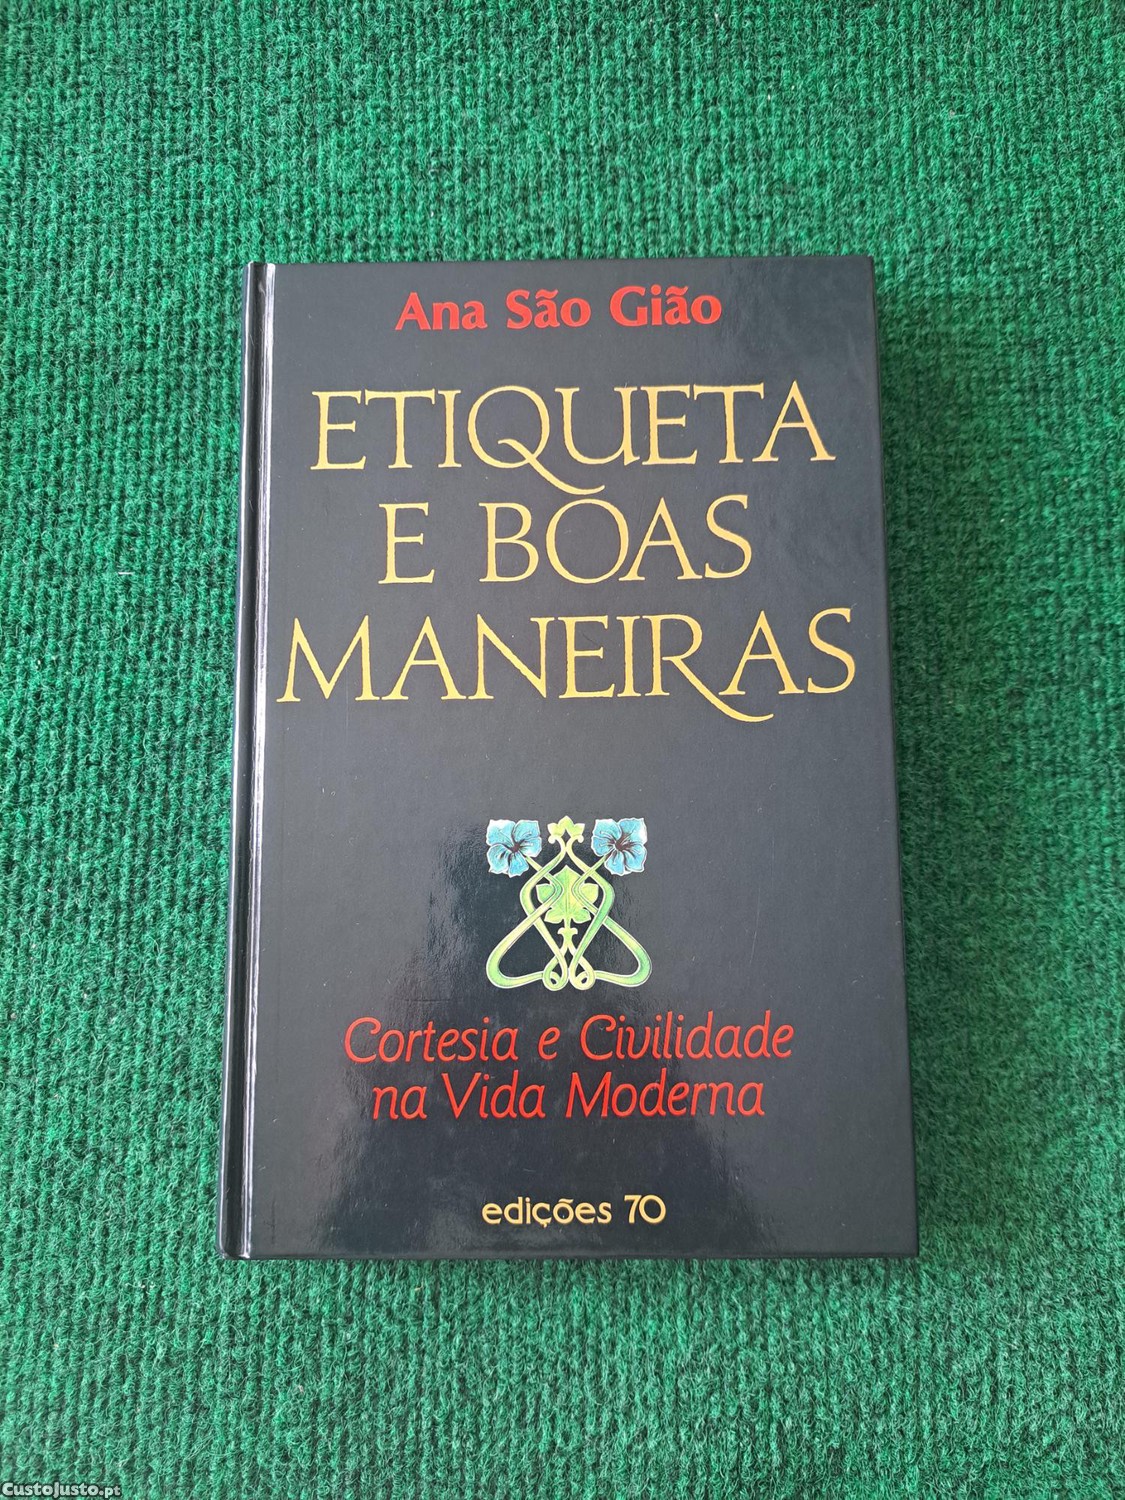 Ana São Gião
ETIQUETA
E BOAS
MANEIRAS
Cortesia e Civilidade
na Vida Moderna
edições 70
CustoJusto.pt